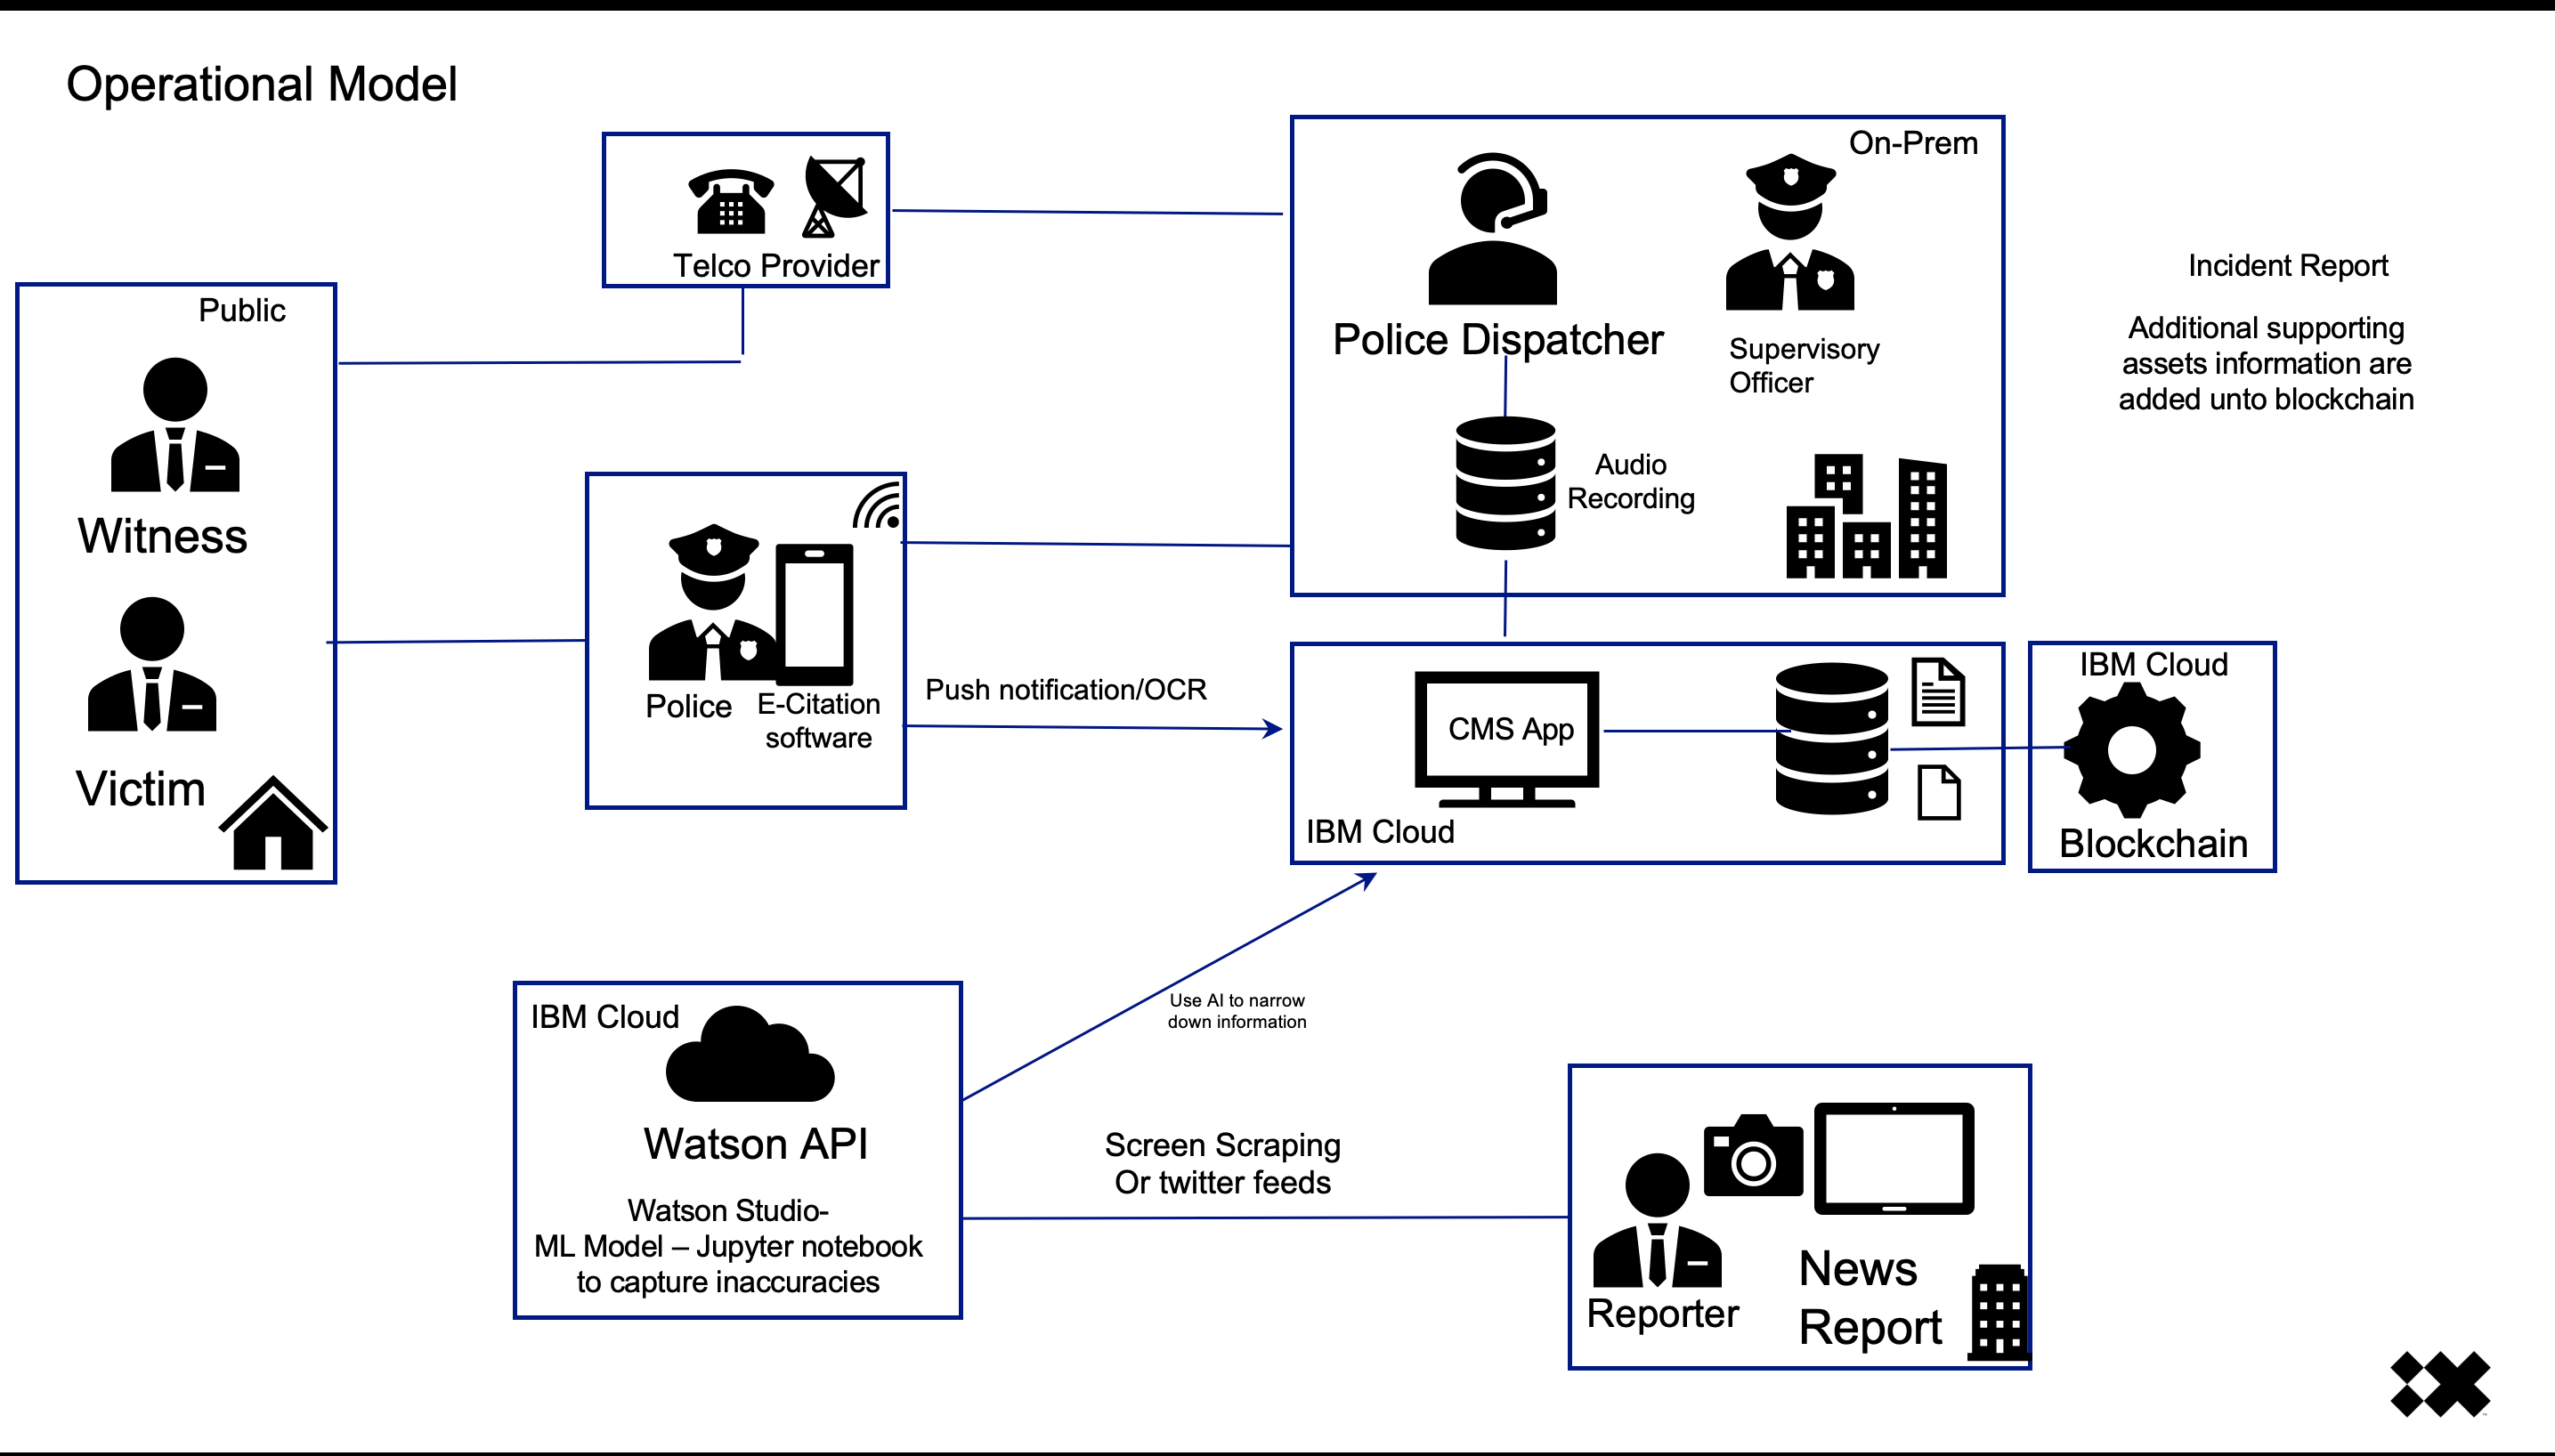 Operational Model
Telco Provider
On-Prem
Police Dispatcher
Supervisory
Officer
Audio
Recording
Incident Report
Additional supporting
assets information are
added unto blockchain
Public
Witness
Victim
Police
E-Citation
software
Push notification/OCR
CMS App
IBM Cloud
IBM Cloud
Blockchain
IBM Cloud
Watson API
Watson Studio-
ML Model – Jupyter notebook
to capture inaccuracies
Use AI to narrow
down information
Screen Scraping
Or twitter feeds
Reporter
News
Report